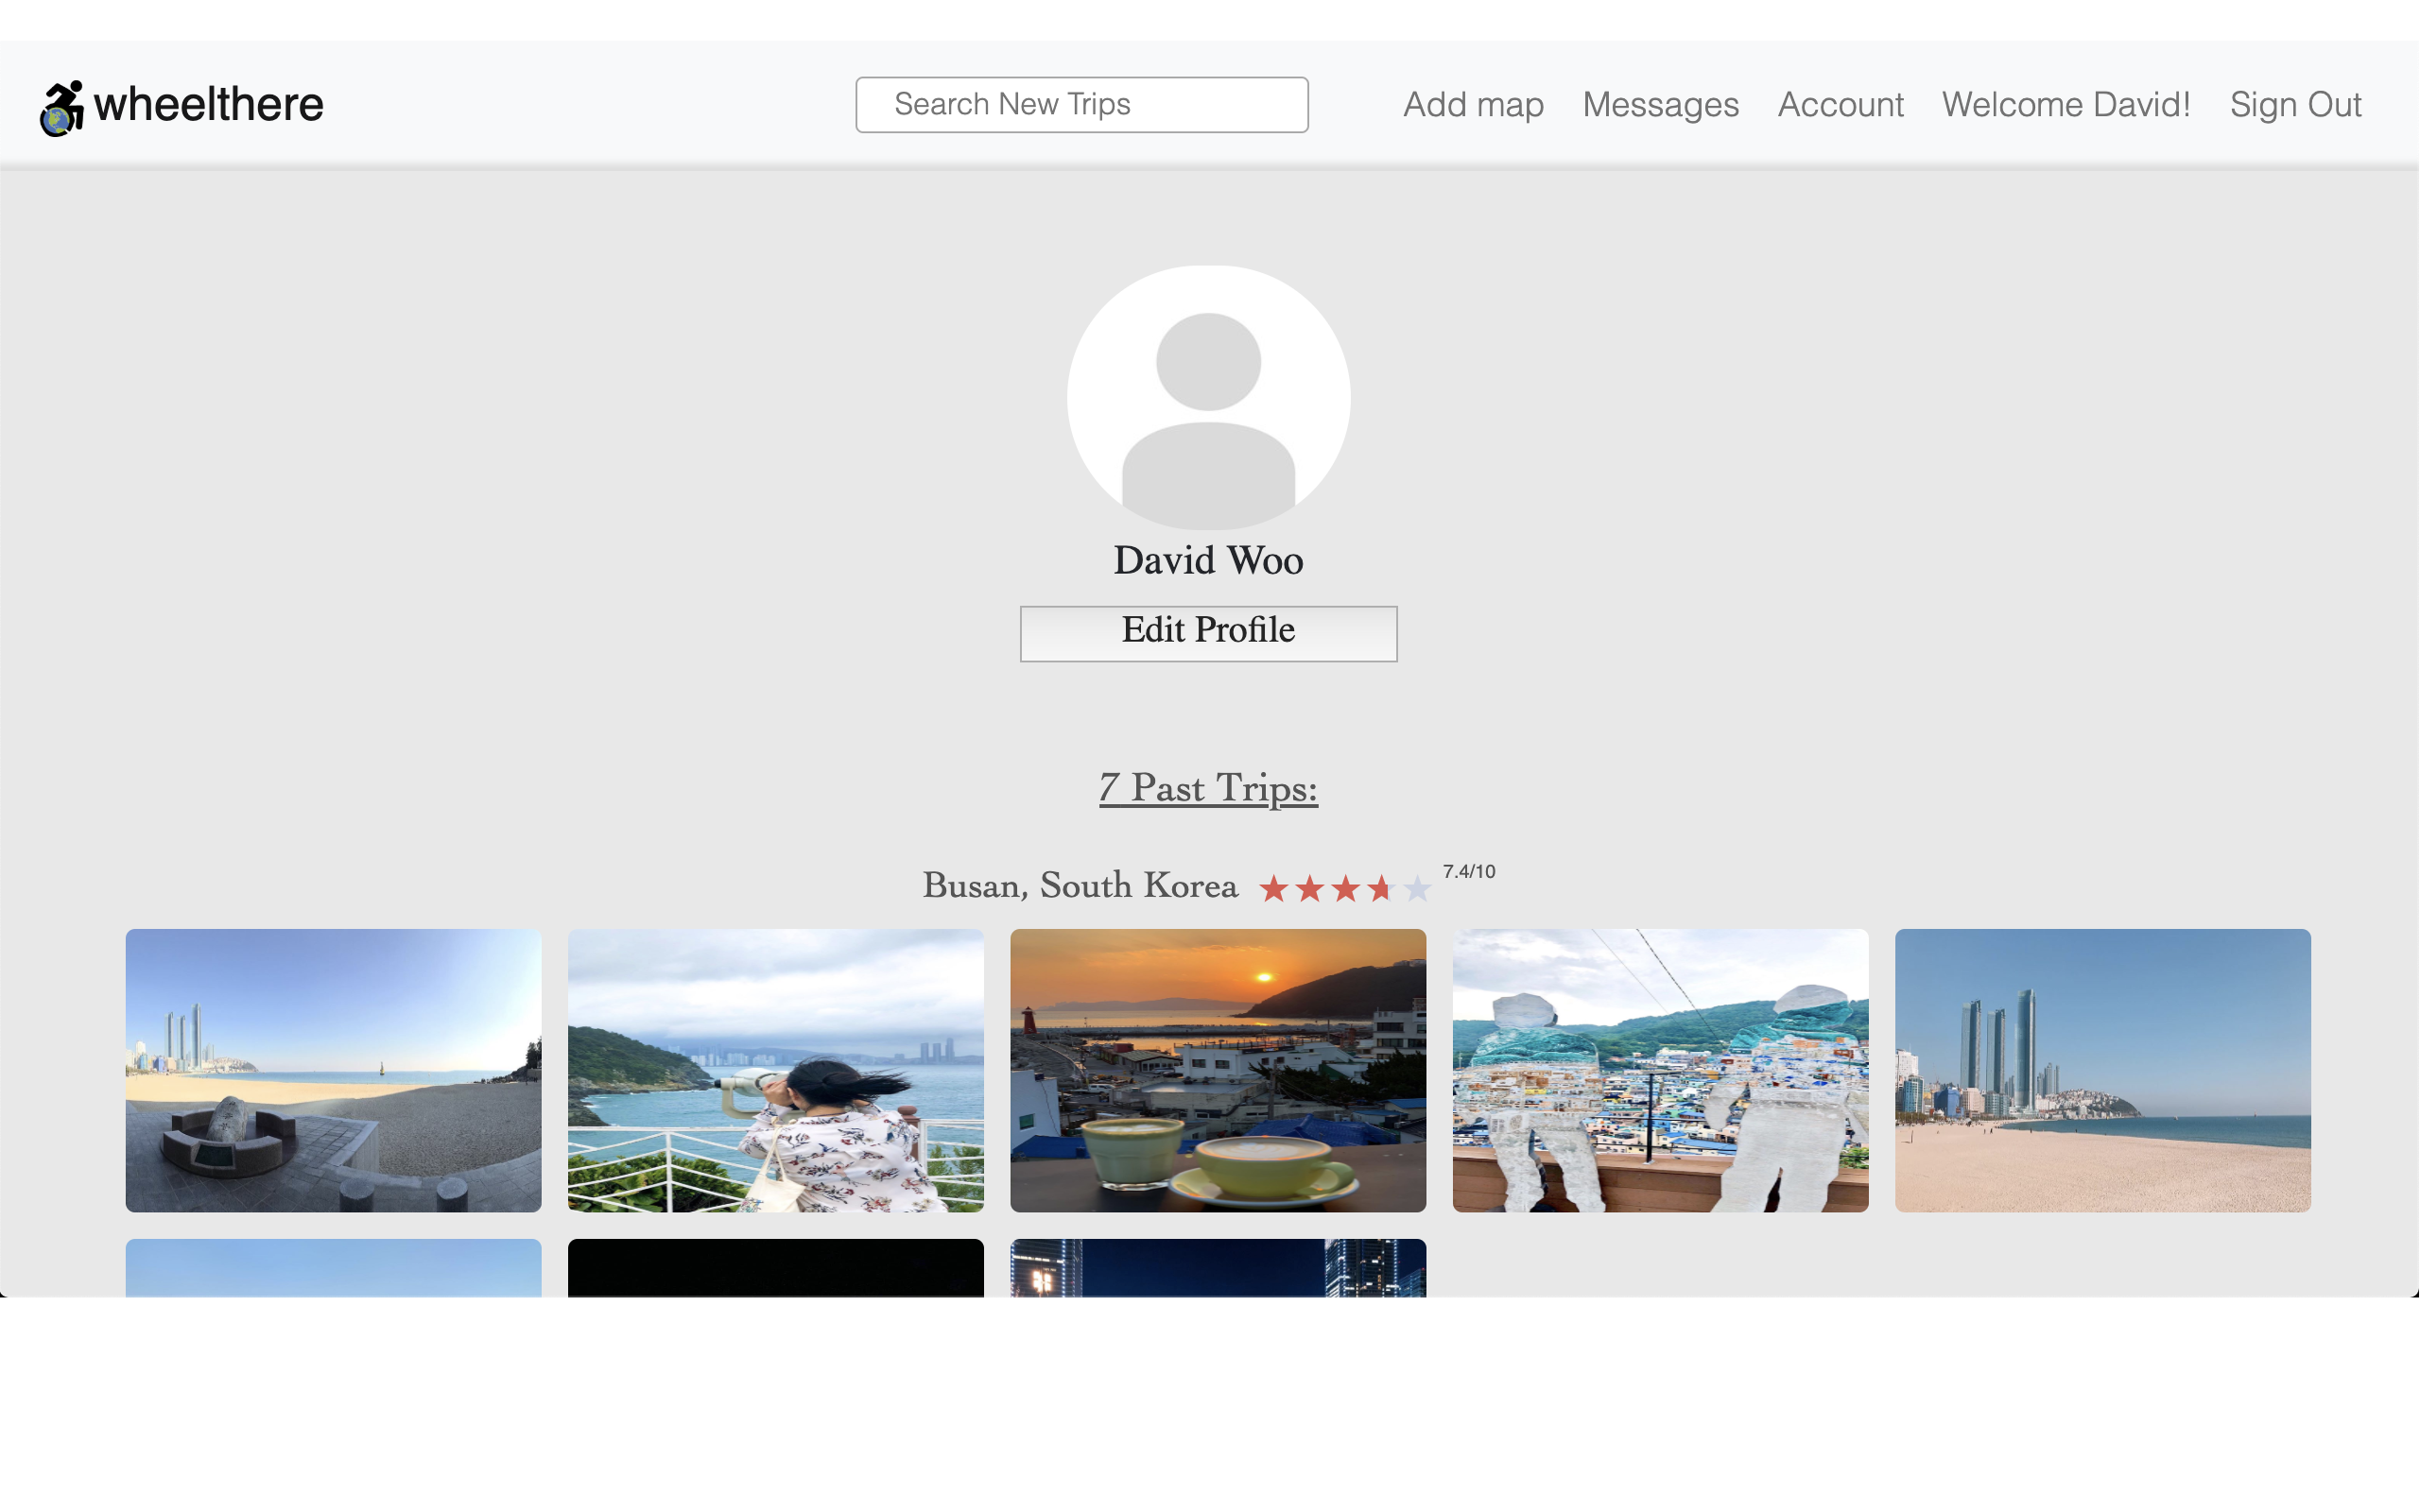 wheelthere
Search New Trips
Add map
Messages
Account
Welcome David!
Sign Out
David Woo
Edit Profile
7 Past Trips:
Busan, South Korea
7.4/10